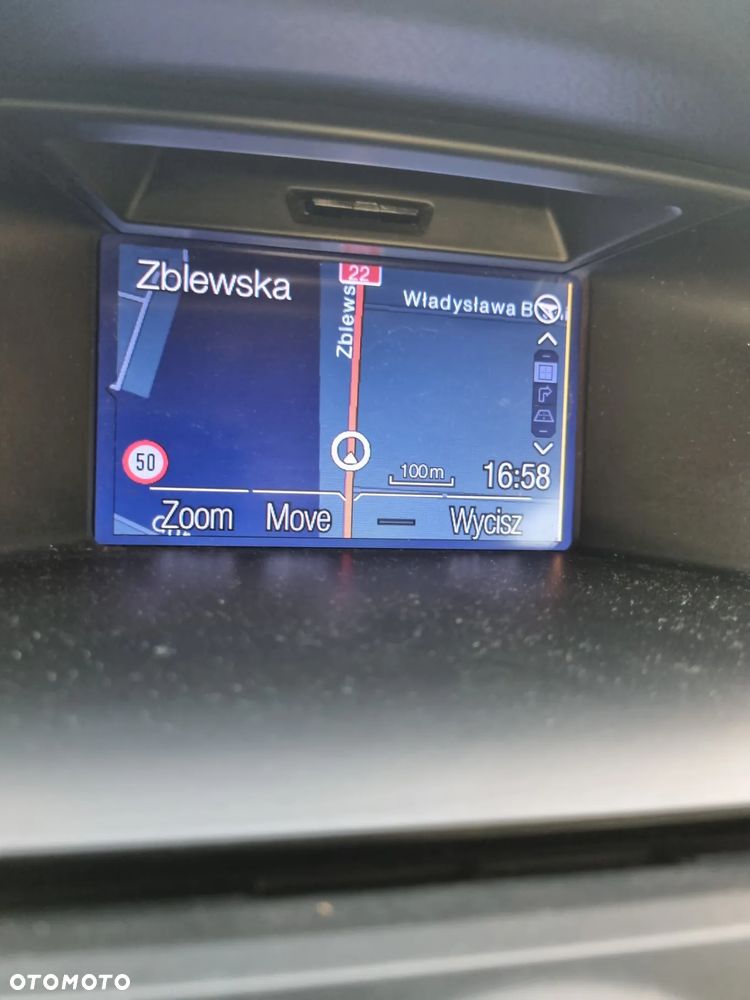 Zblewska
22
Zblews
Władysława B
50
100m
16:58
Zoom
Move
Wycisz
OTOMOTO